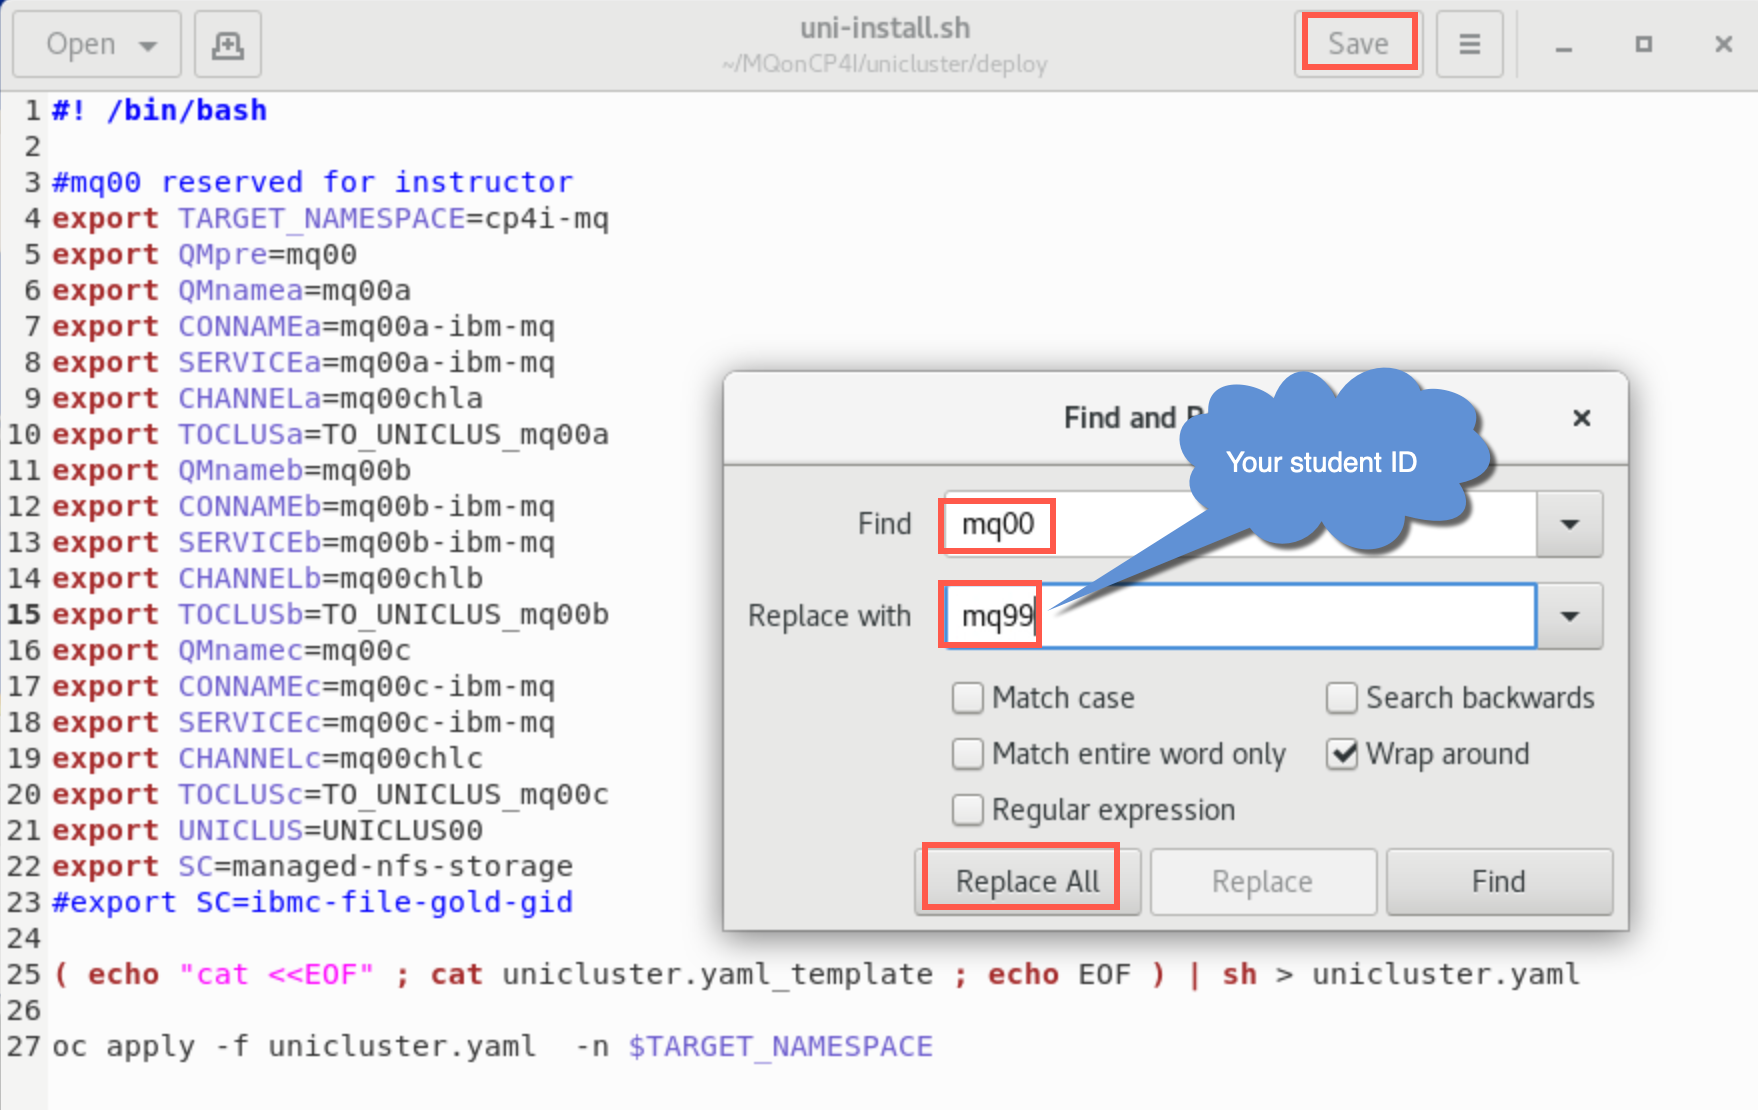 Open
uni-install.sh
~/MQonCP4I/unicluster/deploy
Save
1 #! /bin/bash
2
3 #mq00 reserved for instructor
4 export TARGET_NAMESPACE=cp4i-mq
5 export QMpre=mq00
6 export QMnamea=mq00a
7 export CONNAMEa=mq00a-ibm-mq
8 export SERVICEa=mq00a-ibm-mq
9 export CHANNELa=mq00chla
10 export TOCLUSa=TO_UNICLUS_mq00a
11 export QMnameb=mq00b
12 export CONNAMEb=mq00b-ibm-mq
13 export SERVICEb=mq00b-ibm-mq
14 export CHANNELb=mq00chlb
15 export TOCLUSb=TO_UNICLUS_mq00b
16 export QMnamec=mq00c
17 export CONNAMEc=mq00c-ibm-mq
18 export SERVICEc=mq00c-ibm-mq
19 export CHANNELc=mq00chlc
20 export TOCLUSc=TO_UNICLUS_mq00c
21 export UNICLUS=UNICLUS00
22 export SC=managed-nfs-storage
23 #export SC=ibmc-file-gold-gid
24
25 ( echo "cat <<EOF" ; cat unicluster.yaml_template ; echo EOF ) | sh > unicluster.yaml
26
27 oc apply -f unicluster.yaml  -n $TARGET_NAMESPACE
Find and
Your student ID
Find mq00
Replace with mq99
Match case
Search backwards
Match entire word only
Wrap around
Regular expression
Replace All
Replace
Find